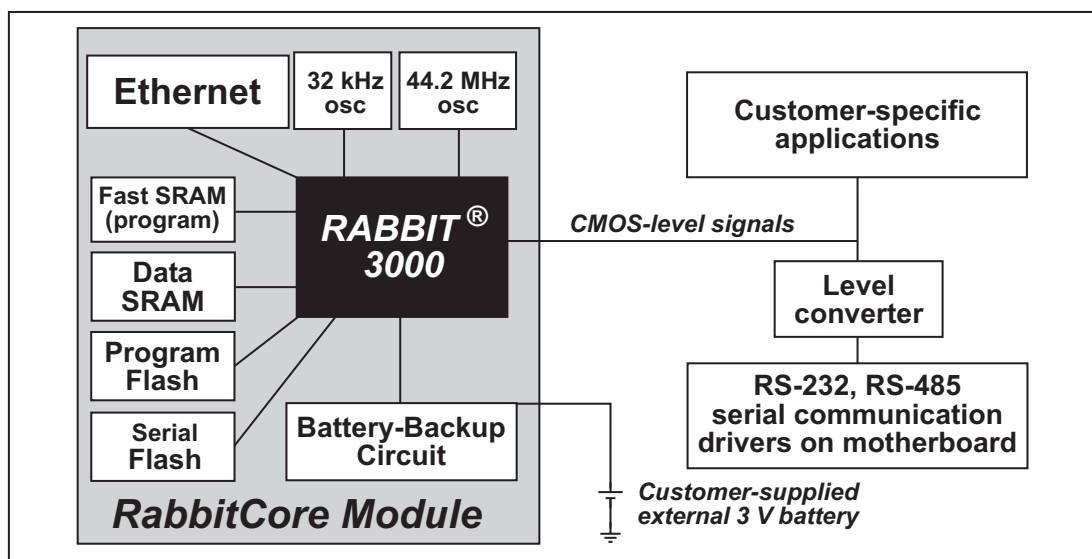 Ethernet
32 kHz
osc
44.2 MHz
osc
Fast SRAM
(program)
Data
SRAM
Program
Flash
Serial
Flash
RABBIT ®
3000
Battery-Backup
Circuit
RabbitCore Module
CMOS-level signals
Customer-specific
applications
Level
converter
RS-232, RS-485
serial communication
drivers on motherboard
Customer-supplied
external 3 V battery